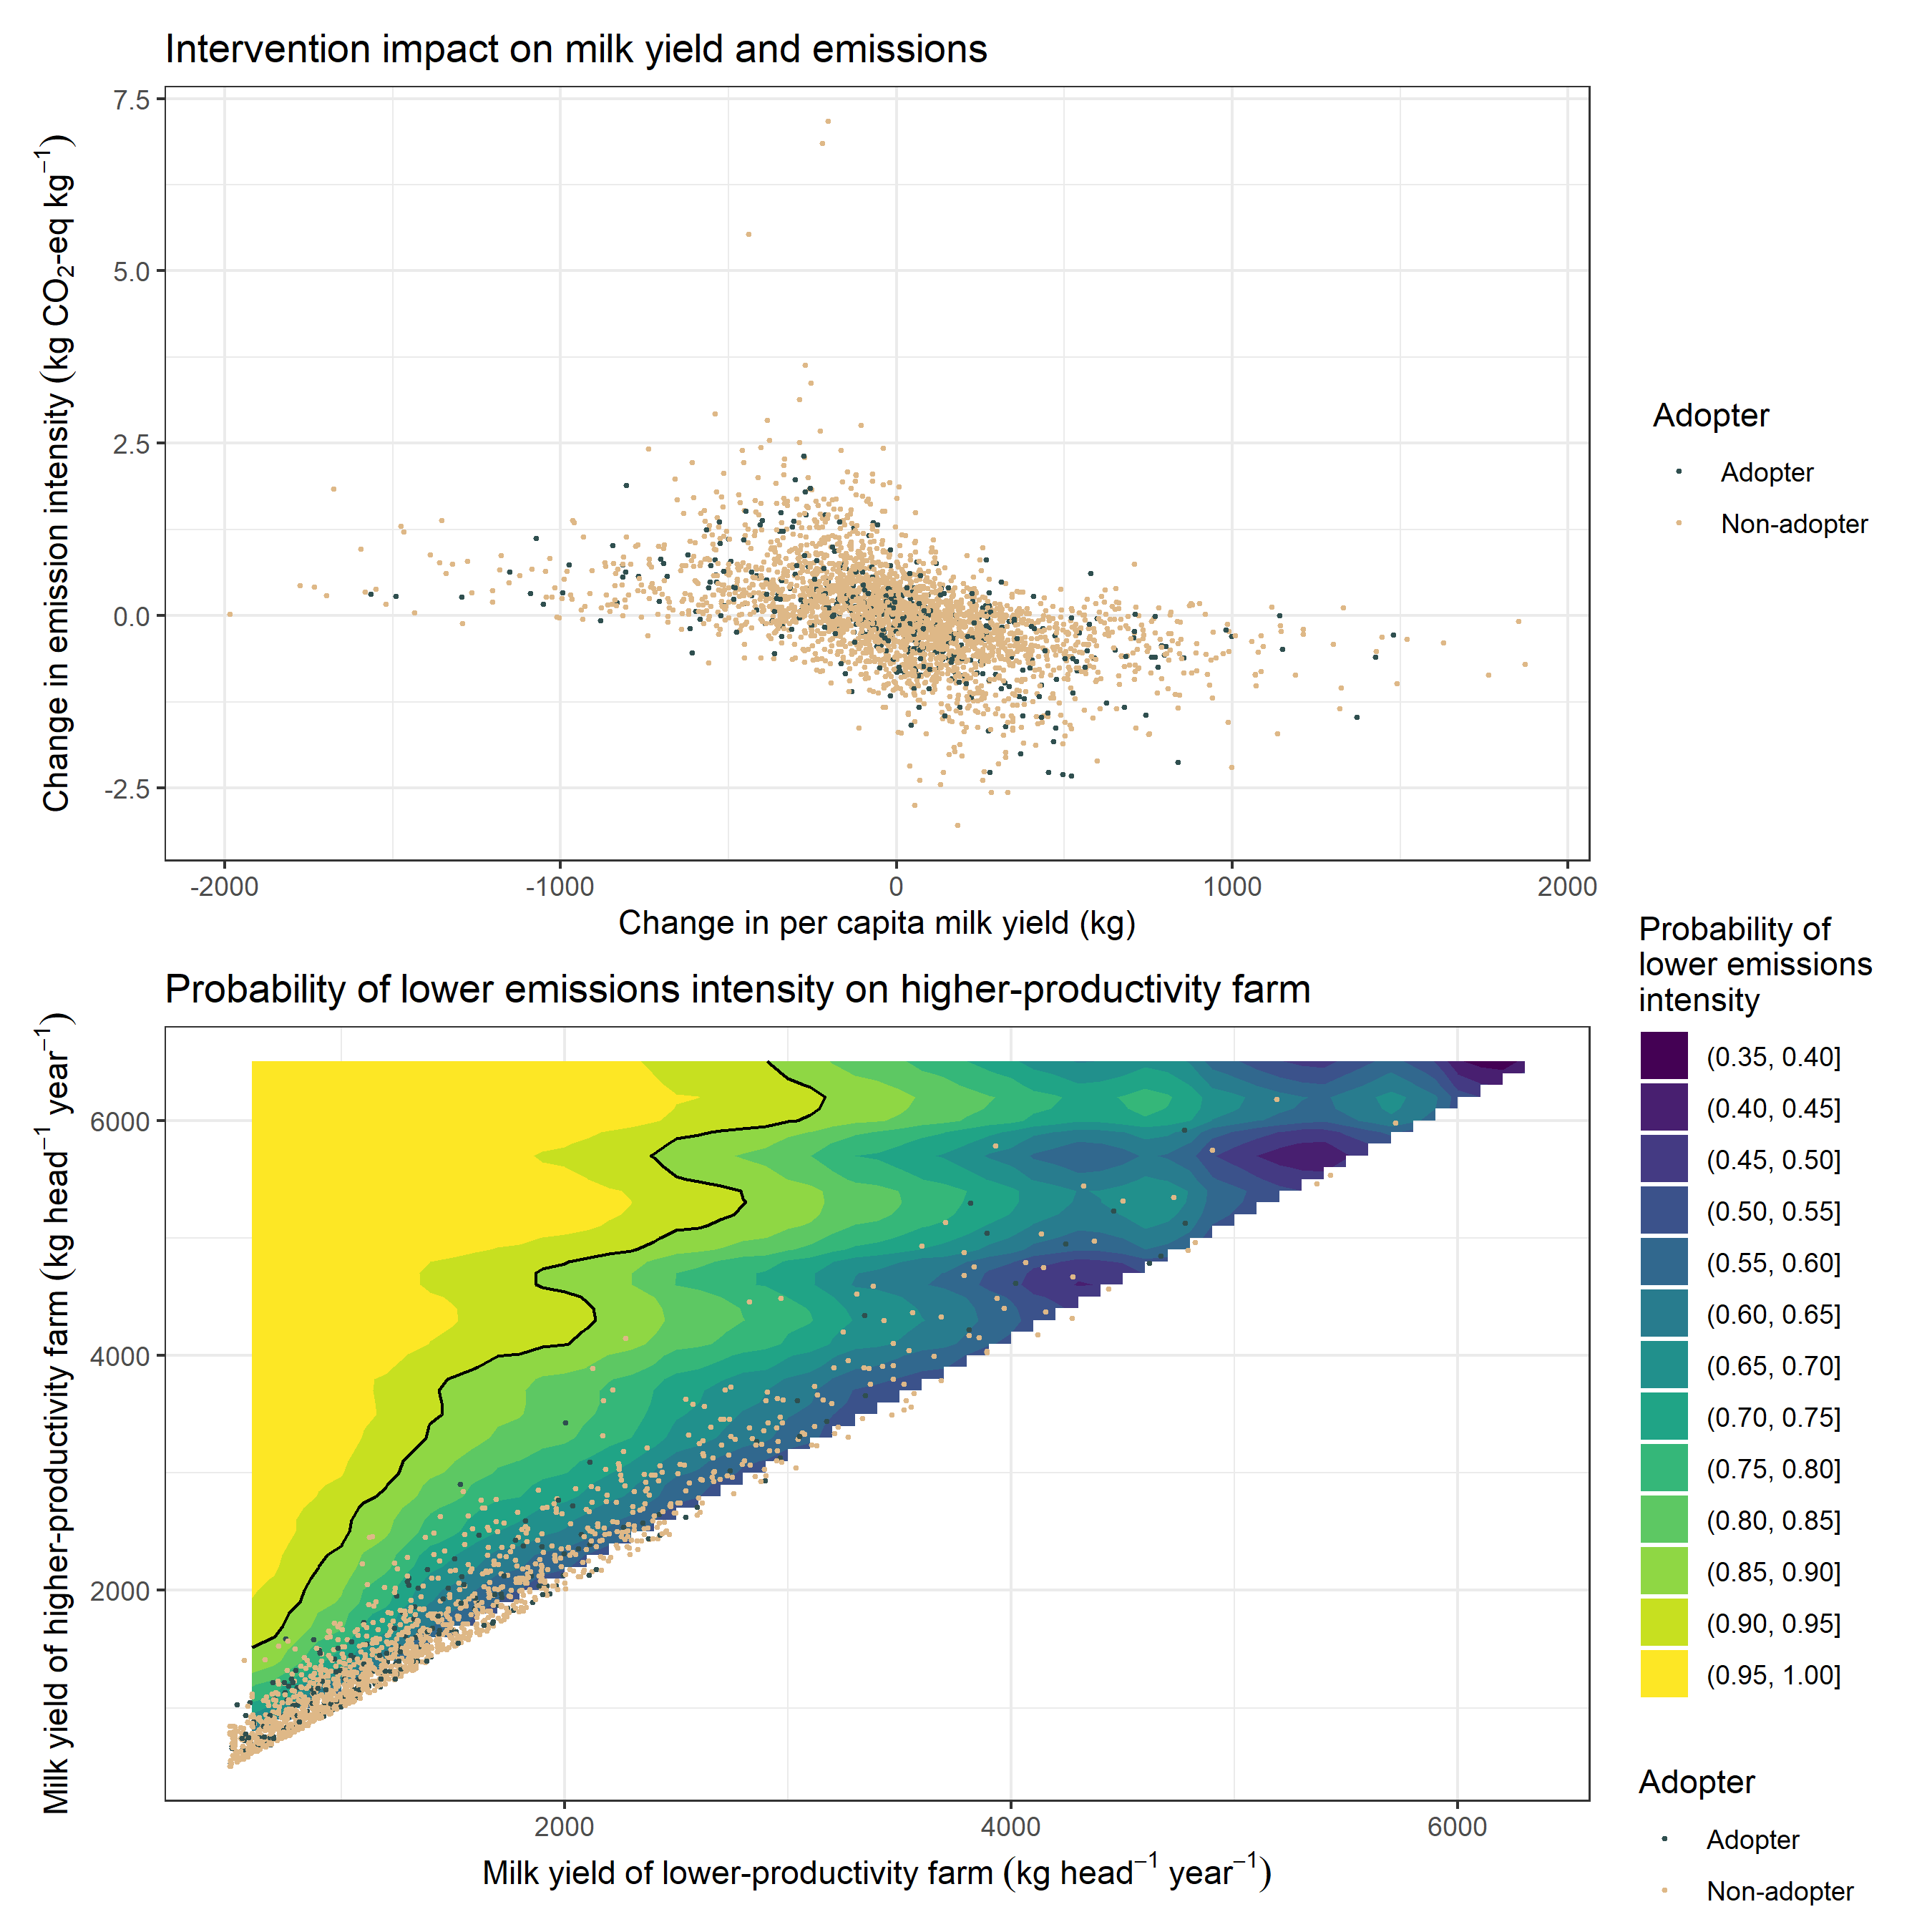 Intervention impact on milk yield and emissions
Change in emission intensity (kg CO₂-eq kg⁻¹)
7.5
5.0
2.5
0.0
-2.5
-2000 -1000 0 1000 2000
Change in per capita milk yield (kg)
Adopter
Adopter
Non-adopter
Probability of lower emissions intensity on higher-productivity farm
Milk yield of higher-productivity farm (kg head⁻¹ year⁻¹)
6000
4000
2000
2000 4000 6000
Milk yield of lower-productivity farm (kg head⁻¹ year⁻¹)
Probability of
lower emissions
intensity
(0.35, 0.40]
(0.40, 0.45]
(0.45, 0.50]
(0.50, 0.55]
(0.55, 0.60]
(0.60, 0.65]
(0.65, 0.70]
(0.70, 0.75]
(0.75, 0.80]
(0.80, 0.85]
(0.85, 0.90]
(0.90, 0.95]
(0.95, 1.00]
Adopter
Adopter
Non-adopter